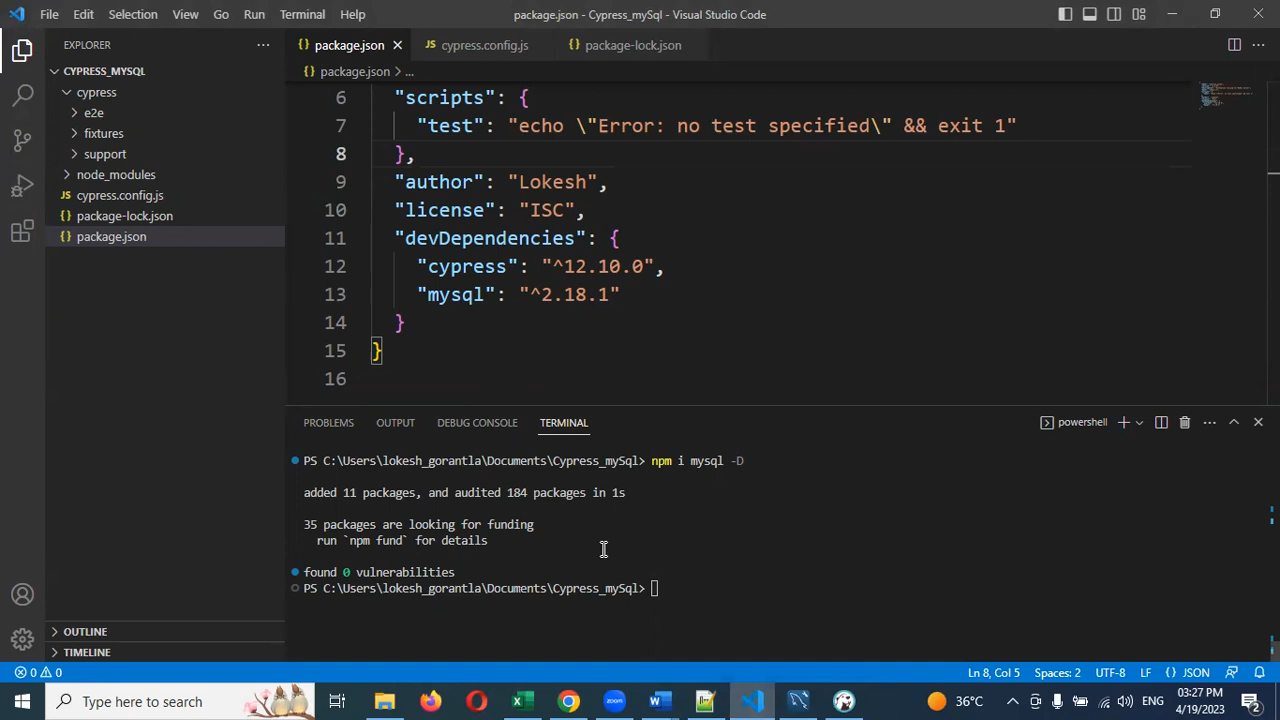 File Edit Selection View Go Run Terminal Help
package.json - Cypress_mySql - Visual Studio Code
EXPLORER
{} package.json
JS cypress.config.js
{} package-lock.json
CYPRESS_MYSQL
cypress
e2e
fixtures
support
node_modules
JS cypress.config.js
{} package-lock.json
{} package.json
OUTLINE
TIMELINE
{} package.json > ...
6 "scripts": {
7 "test": "echo \"Error: no test specified\" && exit 1"
8 },
9 "author": "Lokesh",
10 "license": "ISC",
11 "devDependencies": {
12 "cypress": "^12.10.0",
13 "mysql": "^2.18.1"
14 }
15 }
16
PROBLEMS OUTPUT DEBUG CONSOLE TERMINAL
powershell
PS C:\Users\lokesh_gorantla\Documents\Cypress_mySql> npm i mysql -D
added 11 packages, and audited 184 packages in 1s
35 packages are looking for funding
run `npm fund` for details
found 0 vulnerabilities
PS C:\Users\lokesh_gorantla\Documents\Cypress_mySql>
0 0
Ln 8, Col 5 Spaces: 2 UTF-8 LF {} JSON
Type here to search
36°C
ENG
03:27 PM
4/19/2023
2